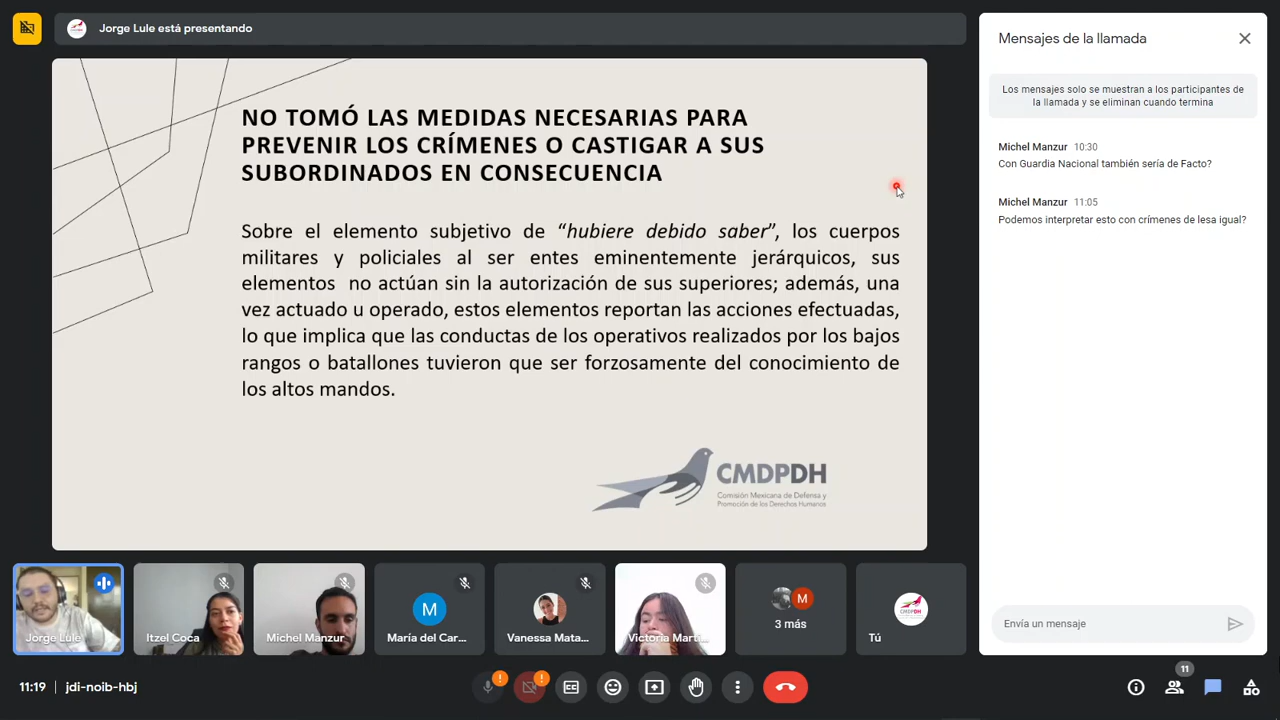 Jorge Lule está presentando
NO TOMÓ LAS MEDIDAS NECESARIAS PARA
PREVENIR LOS CRÍMENES O CASTIGAR A SUS
SUBORDINADOS EN CONSECUENCIA
Sobre el elemento subjetivo de “hubiere debido saber”, los cuerpos
militares y policiales al ser entes eminentemente jerárquicos, sus
elementos no actúan sin la autorización de sus superiores; además, una
vez actuado u operado, estos elementos reportan las acciones efectuadas,
lo que implica que las conductas de los operativos realizados por los bajos
rangos o batallones tuvieron que ser forzosamente del conocimiento de
los altos mandos.
CMDPDH
Comisión Mexicana de Defensa y
Promoción de los Derechos Humanos
Mensajes de la llamada
Los mensajes solo se muestran a los participantes de
la llamada y se eliminan cuando termina
Michel Manzur 10:30
Con Guardia Nacional también sería de Facto?
Michel Manzur 11:05
Podemos interpretar esto con crímenes de lesa igual?
Envía un mensaje
Jorge Lule
Itzel Coca
Michel Manzur
M
María del Car...
Vanessa Mata...
Victoria Martí...
M
3 más
Tú
11:19 | jdi-noib-hbj
CC
11